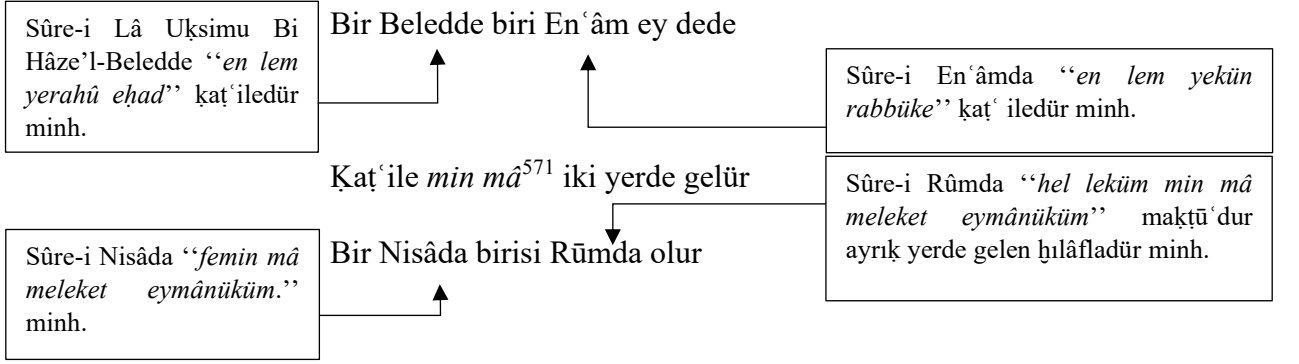 Sûre-i Lâ Uḳsimu Bi
Hâze’l-Beledde ‘‘en lem
yerahû eḥad’’ ḳaṭʿiledür
minh.
Bir Beledde biri Enʿâm ey dede
Sûre-i Enʿâmda ‘‘en lem yekün
rabbüke’’ ḳaṭʿ iledür minh.
Ḳaṭʿile min mâ571 iki yerde gelür
Sûre-i Rûmda ‘‘hel leküm min mâ
meleket eymânüküm’’ maḳṭūʿdur
ayrıḳ yerde gelen ḫılâfladür minh.
Sûre-i Nisâda ‘‘femin mâ
meleket eymânüküm.’’
minh.
Bir Nisâda birisi Rūmda olur